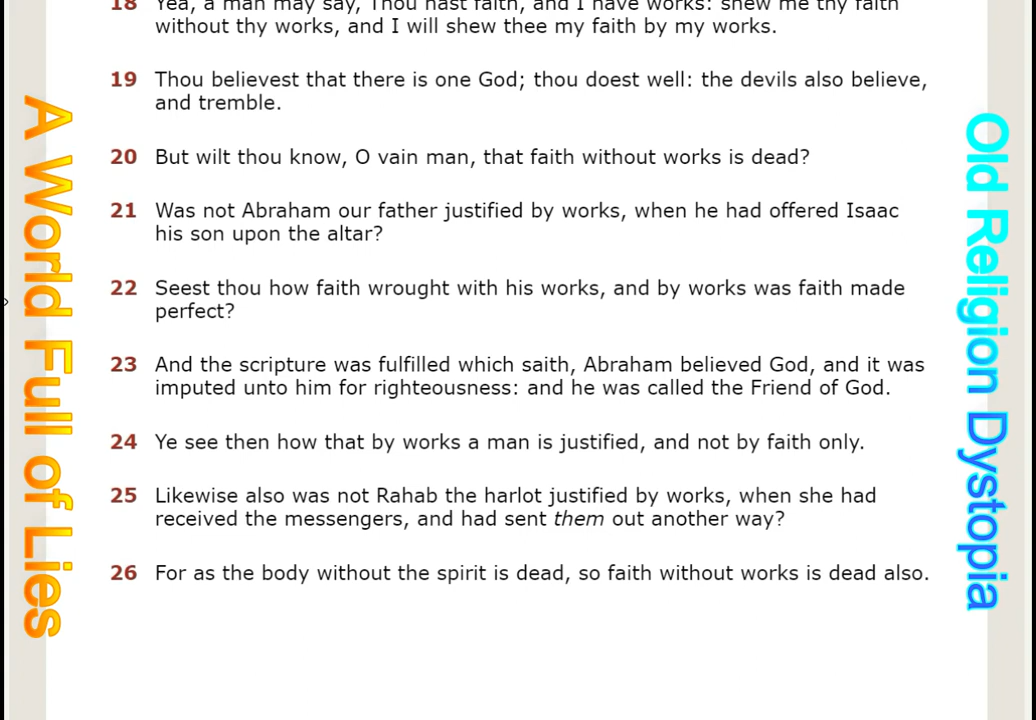 18 Yea, a man may say, Thou hast faith, and I have works: shew me thy faith
without thy works, and I will shew thee my faith by my works.
19 Thou believest that there is one God; thou doest well: the devils also believe,
and tremble.
20 But wilt thou know, O vain man, that faith without works is dead?
21 Was not Abraham our father justified by works, when he had offered Isaac
his son upon the altar?
22 Seest thou how faith wrought with his works, and by works was faith made
perfect?
23 And the scripture was fulfilled which saith, Abraham believed God, and it was
imputed unto him for righteousness: and he was called the Friend of God.
24 Ye see then how that by works a man is justified, and not by faith only.
25 Likewise also was not Rahab the harlot justified by works, when she had
received the messengers, and had sent them out another way?
26 For as the body without the spirit is dead, so faith without works is dead also.
A World Full of Lies
Old Religion Dystopia